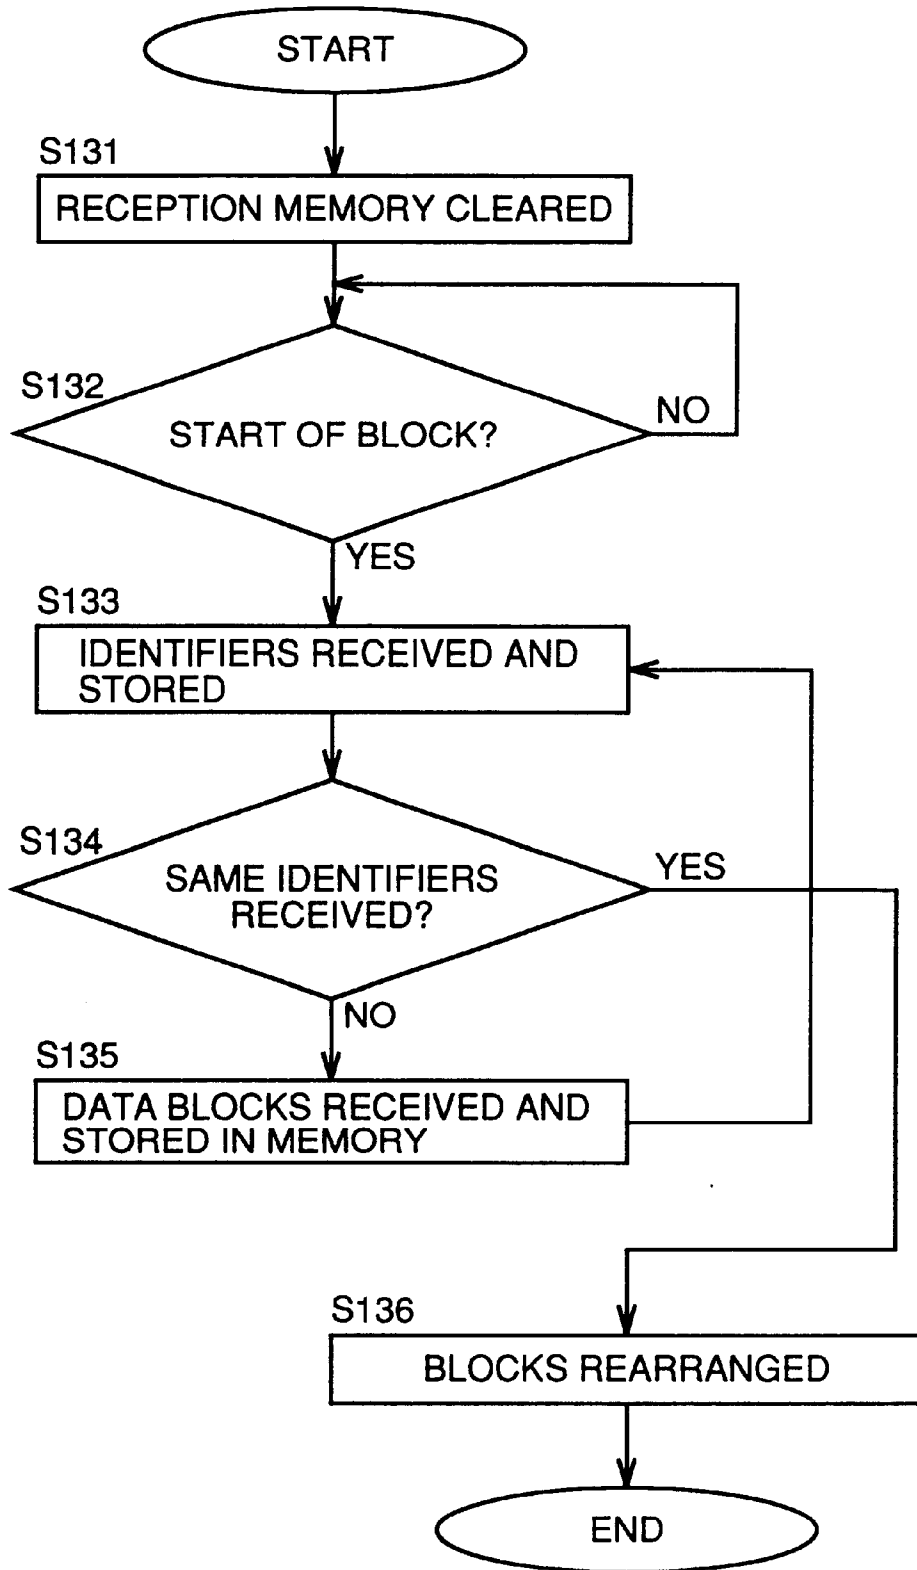 START
S131
RECEPTION MEMORY CLEARED
S132
START OF BLOCK?
NO
YES
S133
IDENTIFIERS RECEIVED AND
STORED
S134
SAME IDENTIFIERS
RECEIVED?
YES
NO
S135
DATA BLOCKS RECEIVED AND
STORED IN MEMORY
S136
BLOCKS REARRANGED
END